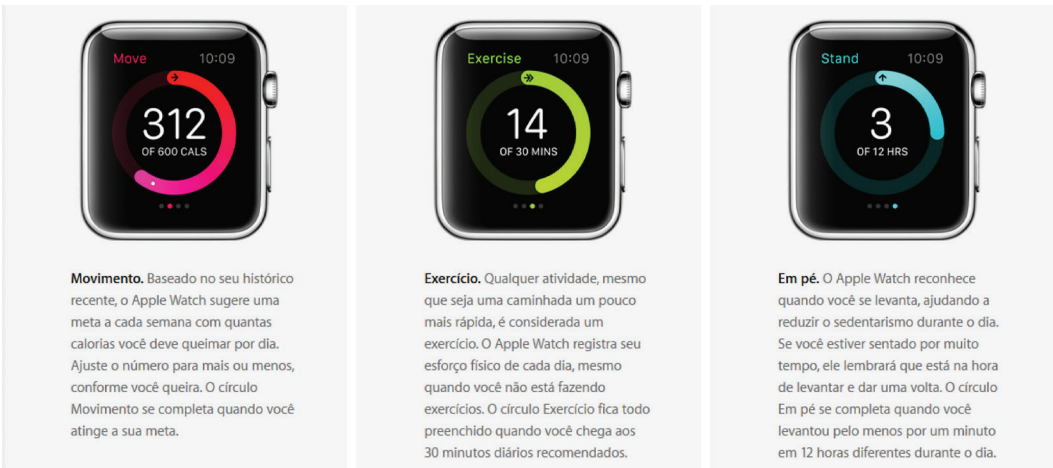 Move 10:09
312
OF 600 CALS
Movimento. Baseado no seu histórico
recente, o Apple Watch sugere uma
meta a cada semana com quantas
calorias você deve queimar por dia.
Ajuste o número para mais ou menos,
conforme você queira. O círculo
Movimento se completa quando você
atinge a sua meta.
Exercise 10:09
14
OF 30 MINS
Exercício. Qualquer atividade, mesmo
que seja uma caminhada um pouco
mais rápida, é considerada um
exercício. O Apple Watch registra seu
esforço físico de cada dia, mesmo
quando você não está fazendo
exercícios. O círculo Exercício fica todo
preenchido quando você chega aos
30 minutos diários recomendados.
Stand 10:09
3
OF 12 HRS
Em pé. O Apple Watch reconhece
quando você se levanta, ajudando a
reduzir o sedentarismo durante o dia.
Se você estiver sentado por muito
tempo, ele lembrará que está na hora
de levantar e dar uma volta. O círculo
Em pé se completa quando você
levantou pelo menos por um minuto
em 12 horas diferentes durante o dia.